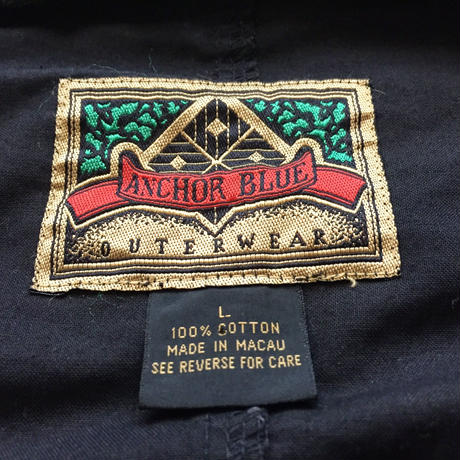 ANCHOR BLUE
OUTERWEAR
L
100% COTTON
MADE IN MACAU
SEE REVERSE FOR CARE